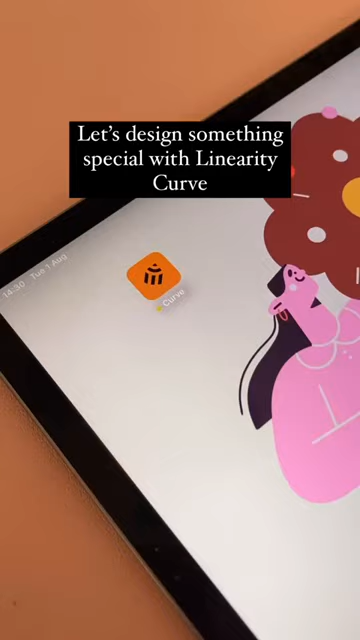 Let's design something
special with Linearity
Curve
14:30 Tue 1 Aug
Curve